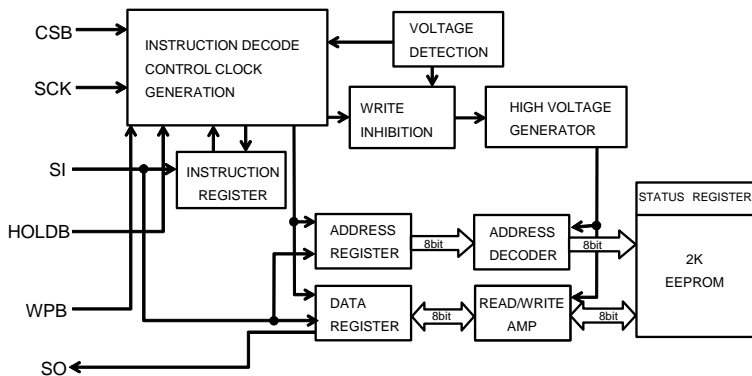 CSB
SCK
SI
HOLDB
WPB
SO
INSTRUCTION DECODE
CONTROL CLOCK
GENERATION
VOLTAGE
DETECTION
WRITE
INHIBITION
HIGH VOLTAGE
GENERATOR
INSTRUCTION
REGISTER
ADDRESS
REGISTER
8bit
ADDRESS
DECODER
8bit
STATUS REGISTER
2K
EEPROM
DATA
REGISTER
8bit
READ/WRITE
AMP
8bit